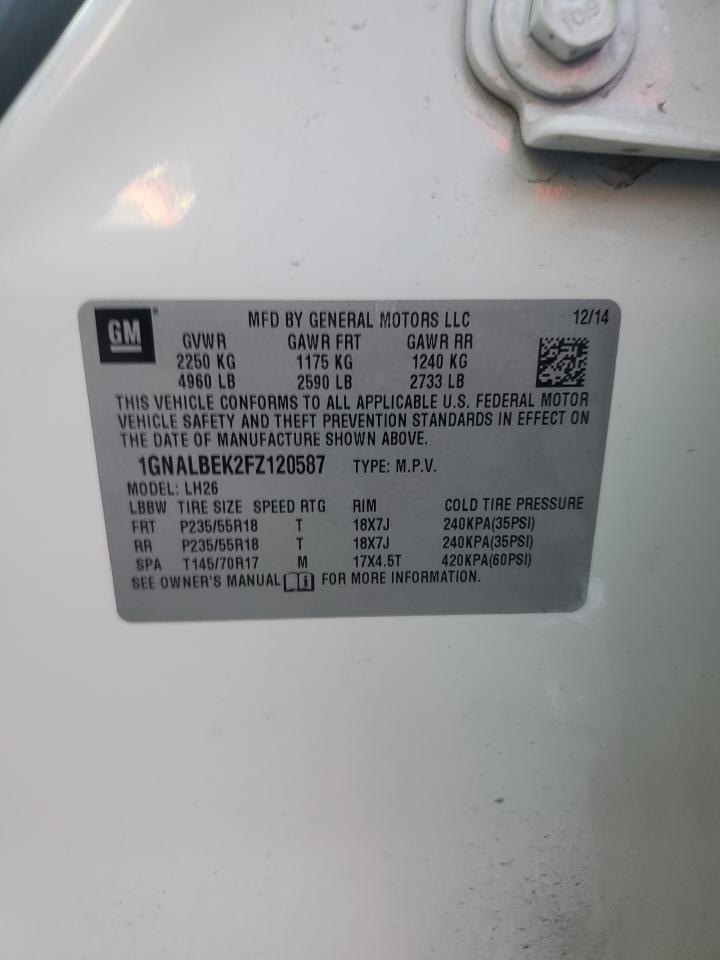 10.9
GM
MFD BY GENERAL MOTORS LLC 12/14
GVWR GAWR FRT GAWR RR
2250 KG 1175 KG 1240 KG
4960 LB 2590 LB 2733 LB
THIS VEHICLE CONFORMS TO ALL APPLICABLE U.S. FEDERAL MOTOR
VEHICLE SAFETY AND THEFT PREVENTION STANDARDS IN EFFECT ON
THE DATE OF MANUFACTURE SHOWN ABOVE.
1GNALBEK2FZ120587 TYPE: M.P.V.
MODEL: LH26
LBBW TIRE SIZE SPEED RTG RIM COLD TIRE PRESSURE
FRT P235/55R18 T 18X7J 240KPA(35PSI)
RR P235/55R18 T 18X7J 240KPA(35PSI)
SPA T145/70R17 M 17X4.5T 420KPA(60PSI)
SEE OWNER'S MANUAL i FOR MORE INFORMATION.